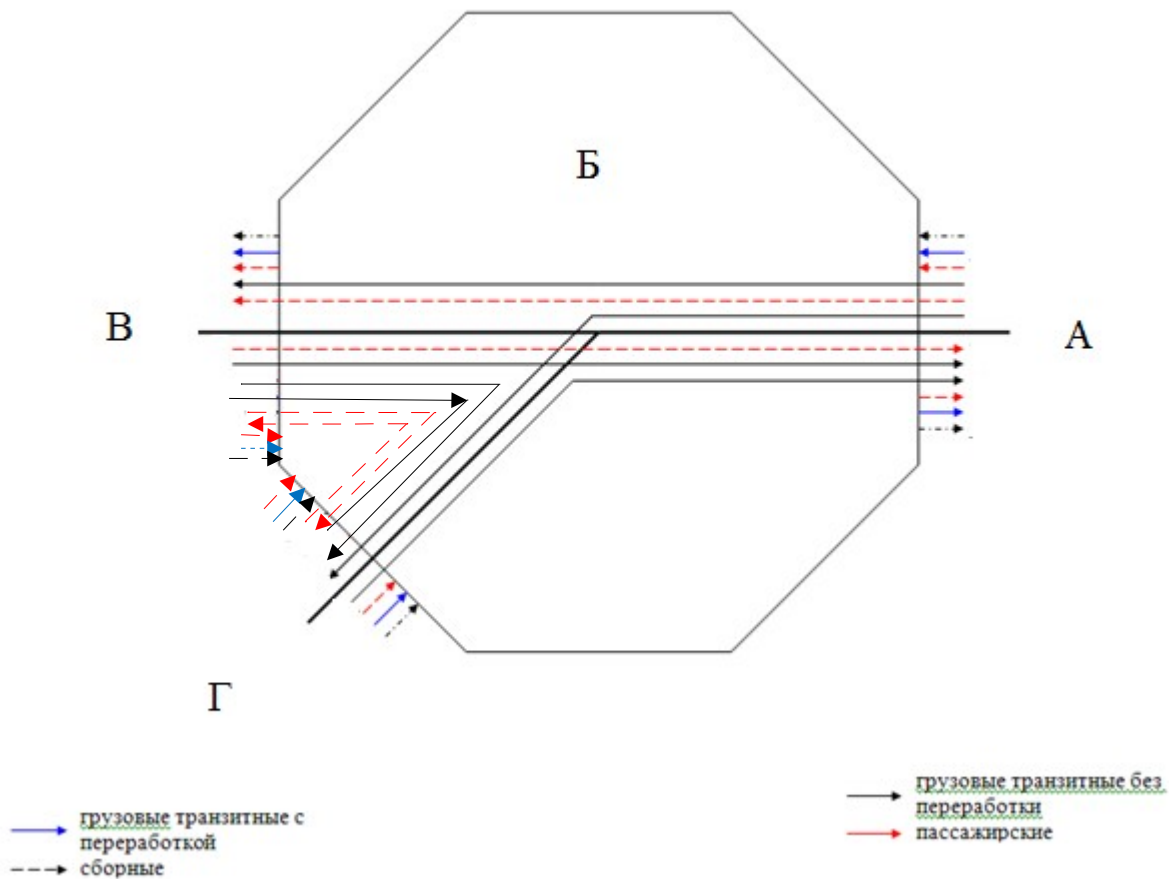 Б
В
А
Г
грузовые транзитные с
переработкой
сборные
грузовые транзитные без
переработки
пассажирские